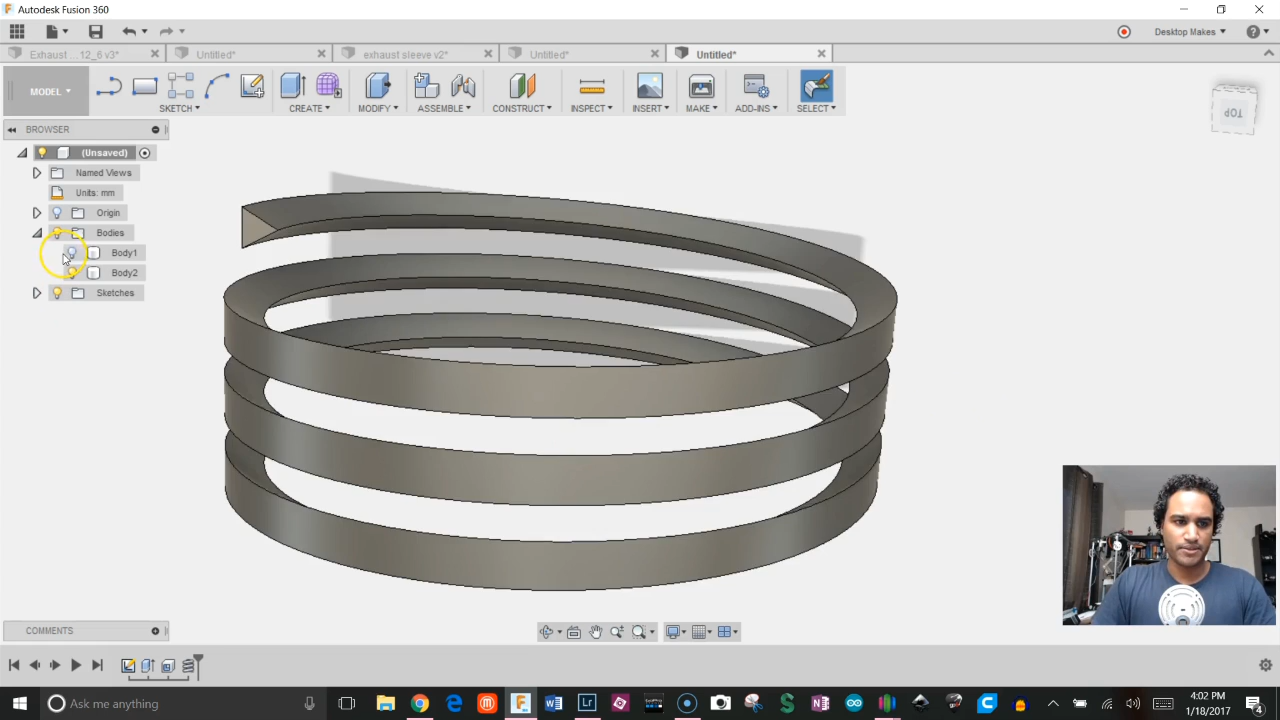 Autodesk Fusion 360
Desktop Makes
Exhaust ... 12_6 v3*
Untitled*
exhaust sleeve v2*
Untitled*
Untitled*
MODEL
SKETCH
CREATE
MODIFY
ASSEMBLE
CONSTRUCT
INSPECT
INSERT
MAKE
ADD-INS
SELECT
BROWSER
TOP
(Unsaved)
Named Views
Units: mm
Origin
Bodies
Body1
Body2
Sketches
COMMENTS
Ask me anything
4:02 PM
1/18/2017